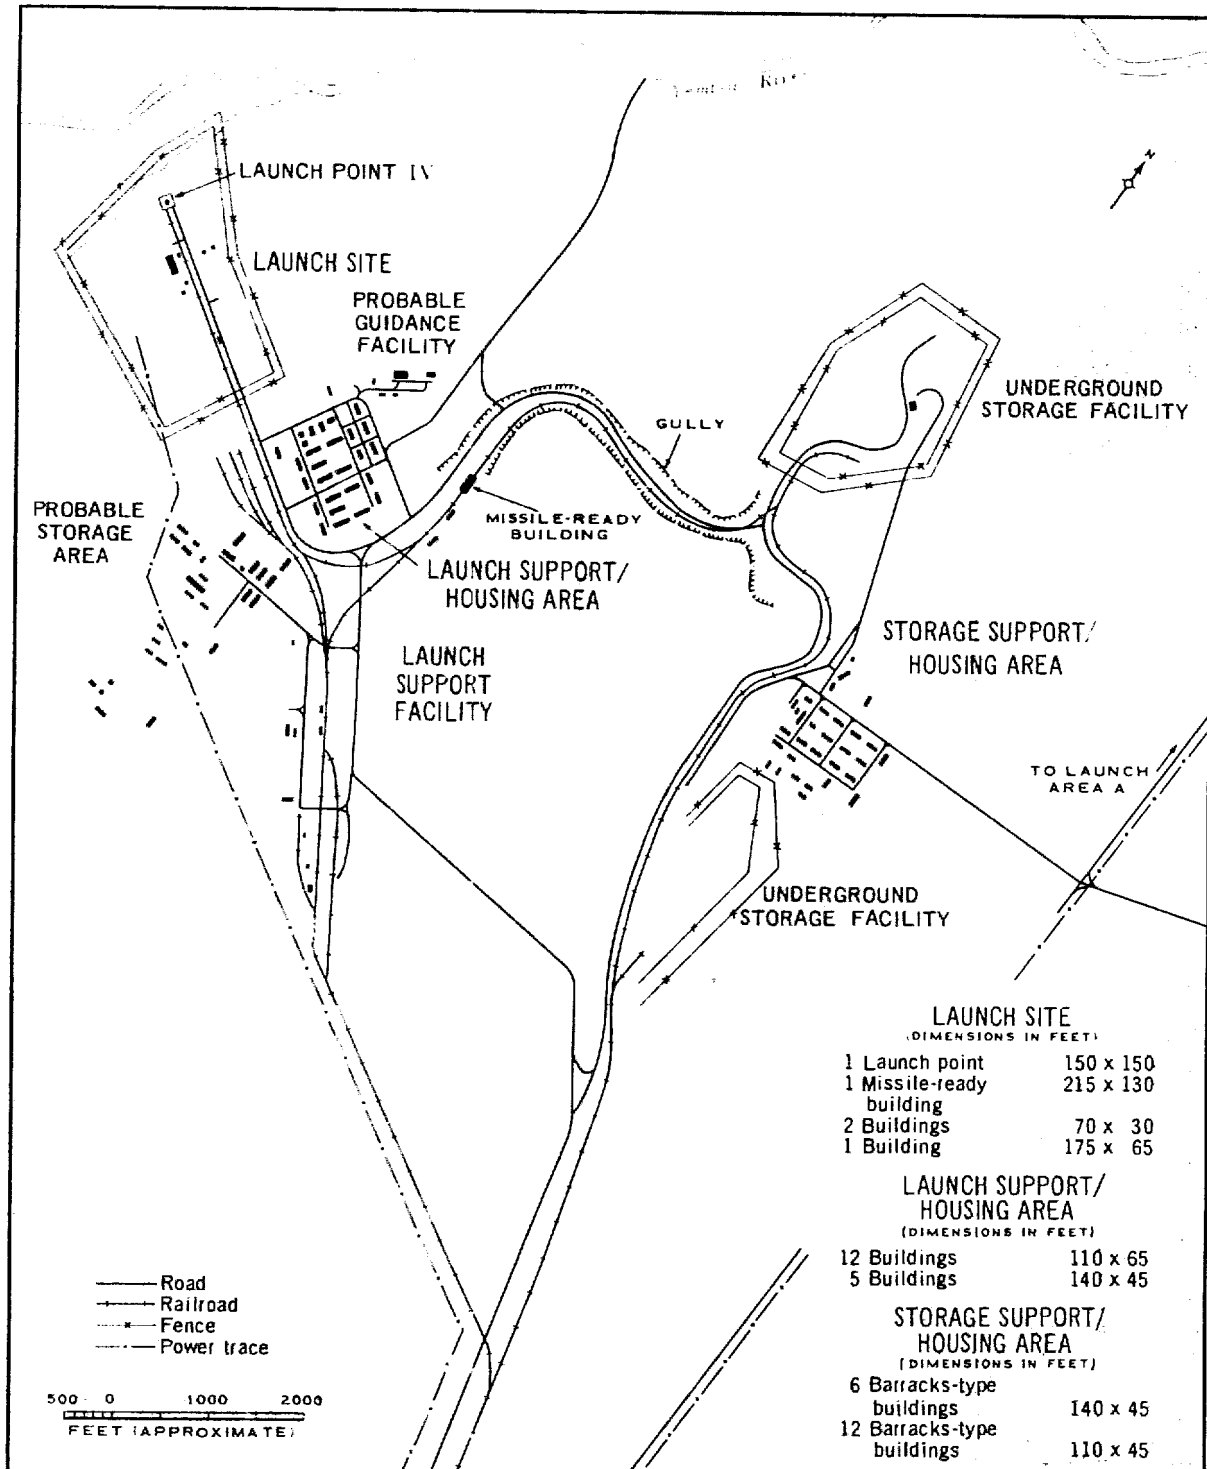 River
N
LAUNCH POINT IV
LAUNCH SITE
PROBABLE
GUIDANCE
FACILITY
UNDERGROUND
STORAGE FACILITY
GULLY
PROBABLE
STORAGE
AREA
MISSILE-READY
BUILDING
LAUNCH SUPPORT/
HOUSING AREA
STORAGE SUPPORT/
HOUSING AREA
LAUNCH
SUPPORT
FACILITY
TO LAUNCH
AREA A
UNDERGROUND
STORAGE FACILITY
LAUNCH SITE
(DIMENSIONS IN FEET)
1 Launch point 150 x 150
1 Missile-ready 215 x 130
building
2 Buildings 70 x 30
1 Building 175 x 65
LAUNCH SUPPORT/
HOUSING AREA
(DIMENSIONS IN FEET)
12 Buildings 110 x 65
5 Buildings 140 x 45
STORAGE SUPPORT/
HOUSING AREA
(DIMENSIONS IN FEET)
6 Barracks-type
buildings 140 x 45
12 Barracks-type
buildings 110 x 45
Road
Railroad
Fence
Power trace
500 0 1000 2000
FEET (APPROXIMATE)